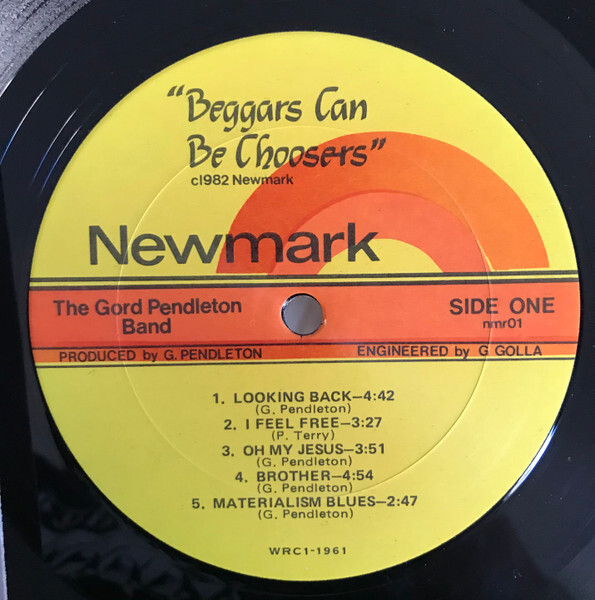 "Beggars Can
Be Choosers"
c1982 Newmark
Newmark
The Gord Pendleton
Band
SIDE ONE
nmr01
PRODUCED by G. PENDLETON
ENGINEERED by G GOLLA
1. LOOKING BACK–4:42
(G. Pendleton)
2. I FEEL FREE–3:27
(P. Terry)
3. OH MY JESUS–3:51
(G. Pendleton)
4. BROTHER–4:54
(G. Pendleton)
5. MATERIALISM BLUES–2:47
(G. Pendleton)
WRC1-1961